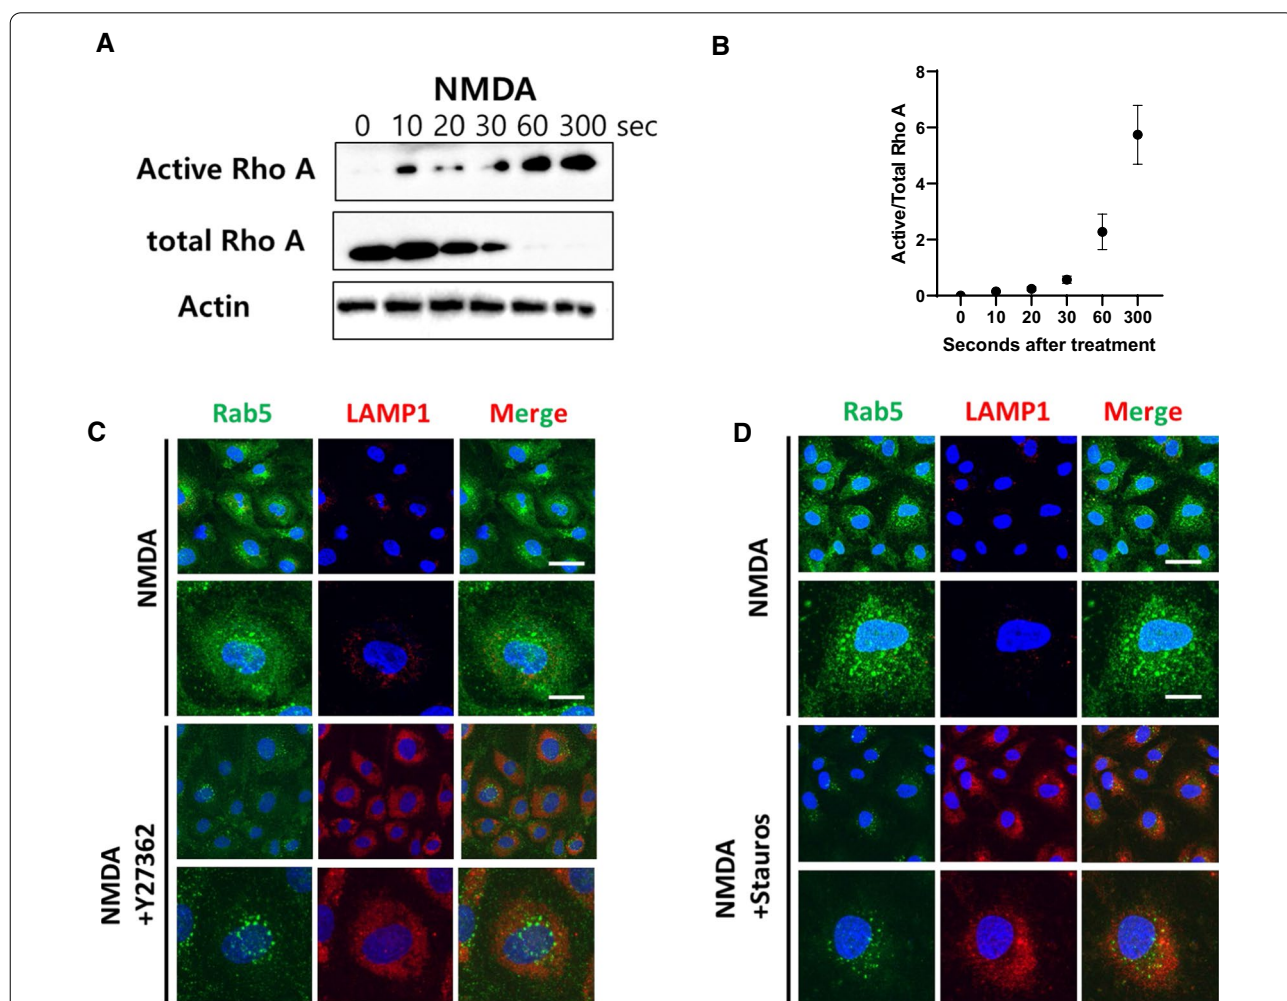 A
NMDA
0 10 20 30 60 300 sec
Active Rho A
total Rho A
Actin
B
8
6
4
2
0
Active/Total Rho A
0 10 20 30 60 300
Seconds after treatment
C
Rab5 LAMP1 Merge
NMDA
NMDA
+Y27362
D
Rab5 LAMP1 Merge
NMDA
NMDA
+Stauros